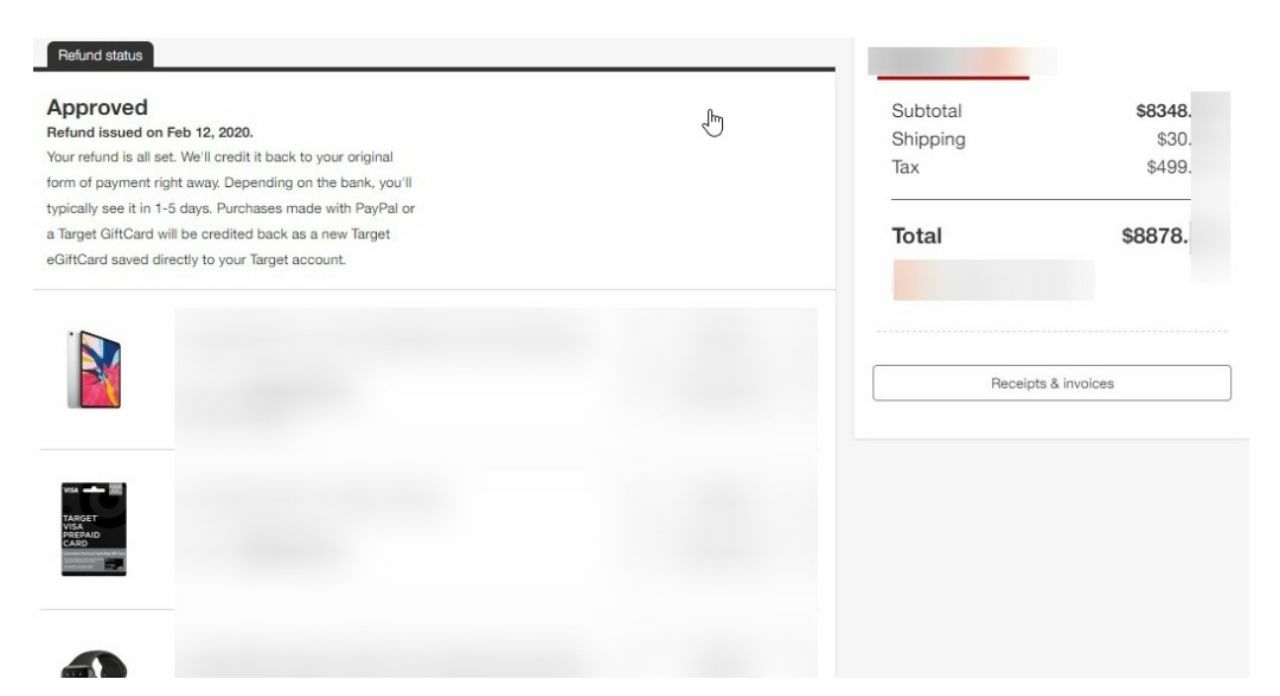 Refund status
Approved
Refund issued on Feb 12, 2020.
Your refund is all set. We'll credit it back to your original
form of payment right away. Depending on the bank, you'll
typically see it in 1-5 days. Purchases made with PayPal or
a Target GiftCard will be credited back as a new Target
eGiftCard saved directly to your Target account.
VISA
TARGET
VISA
PREPAID
CARD
Subtotal $8348.
Shipping $30.
Tax $499.
Total $8878.
Receipts & invoices